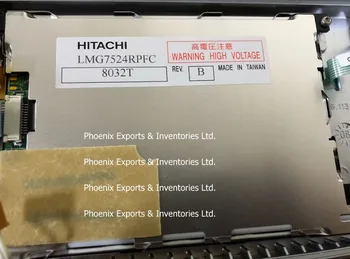 HITACHI
LMG7524RPFC
8032T
高電圧注意
WARNING HIGH VOLTAGE
REV. B MADE IN TAIWAN
Phoenix Exports & Inventories Ltd.
Phoenix Exports & Inventories Ltd.
Phoenix Exports & Inventories Ltd.
Phoenix Exports & Inventories Ltd.